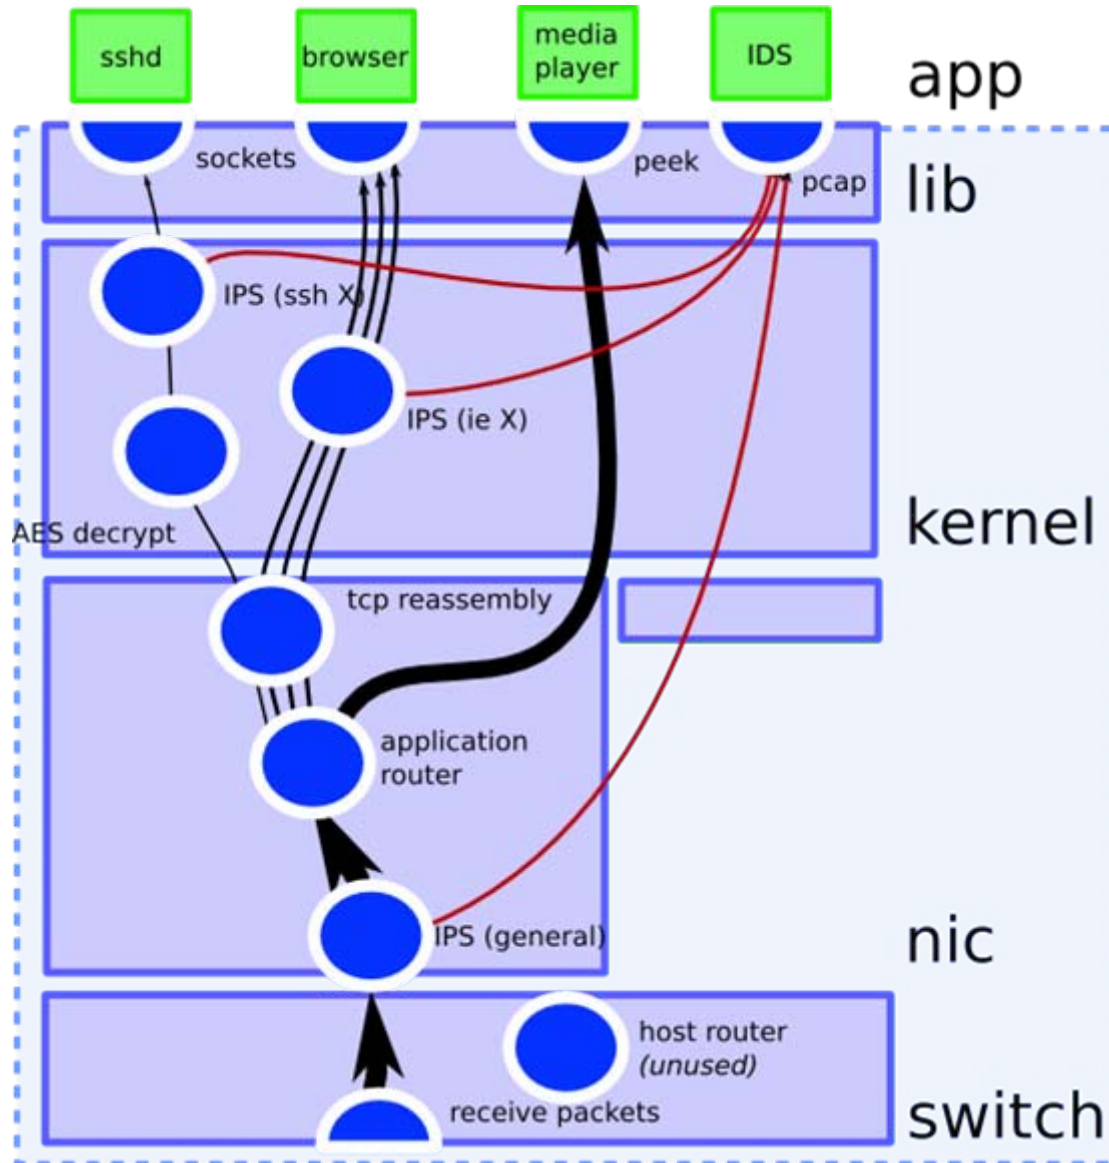 sshd
browser
media
player
IDS
app
sockets
peek
pcap
lib
IPS (ssh X)
IPS (ie X)
AES decrypt
kernel
tcp reassembly
application
router
IPS (general)
nic
host router
(unused)
receive packets
switch